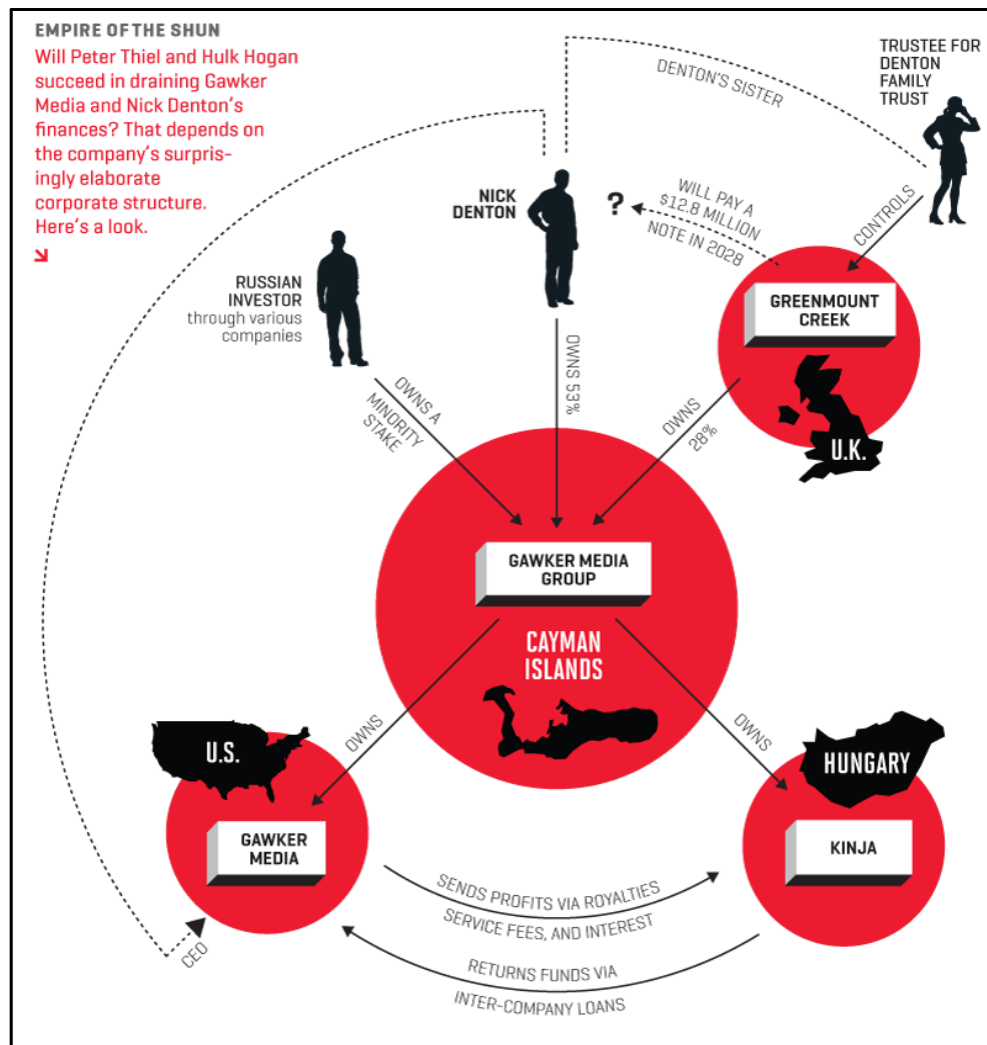 EMPIRE OF THE SHUN
Will Peter Thiel and Hulk Hogan
succeed in draining Gawker
Media and Nick Denton's
finances? That depends on
the company's surpris-
ingly elaborate
corporate structure.
Here's a look.
DENTON'S SISTER
TRUSTEE FOR
DENTON
FAMILY
TRUST
NICK
DENTON
?
WILL PAY A
$12.8 MILLION
NOTE IN 2028
CONTROLS
RUSSIAN
INVESTOR
through various
companies
GREENMOUNT
CREEK
U.K.
OWNS A
MINORITY
STAKE
OWNS 53%
OWNS
28%
GAWKER MEDIA
GROUP
CAYMAN
ISLANDS
OWNS
OWNS
U.S.
GAWKER
MEDIA
HUNGARY
KINJA
SENDS PROFITS VIA ROYALTIES
SERVICE FEES, AND INTEREST
CEO
RETURNS FUNDS VIA
INTER-COMPANY LOANS